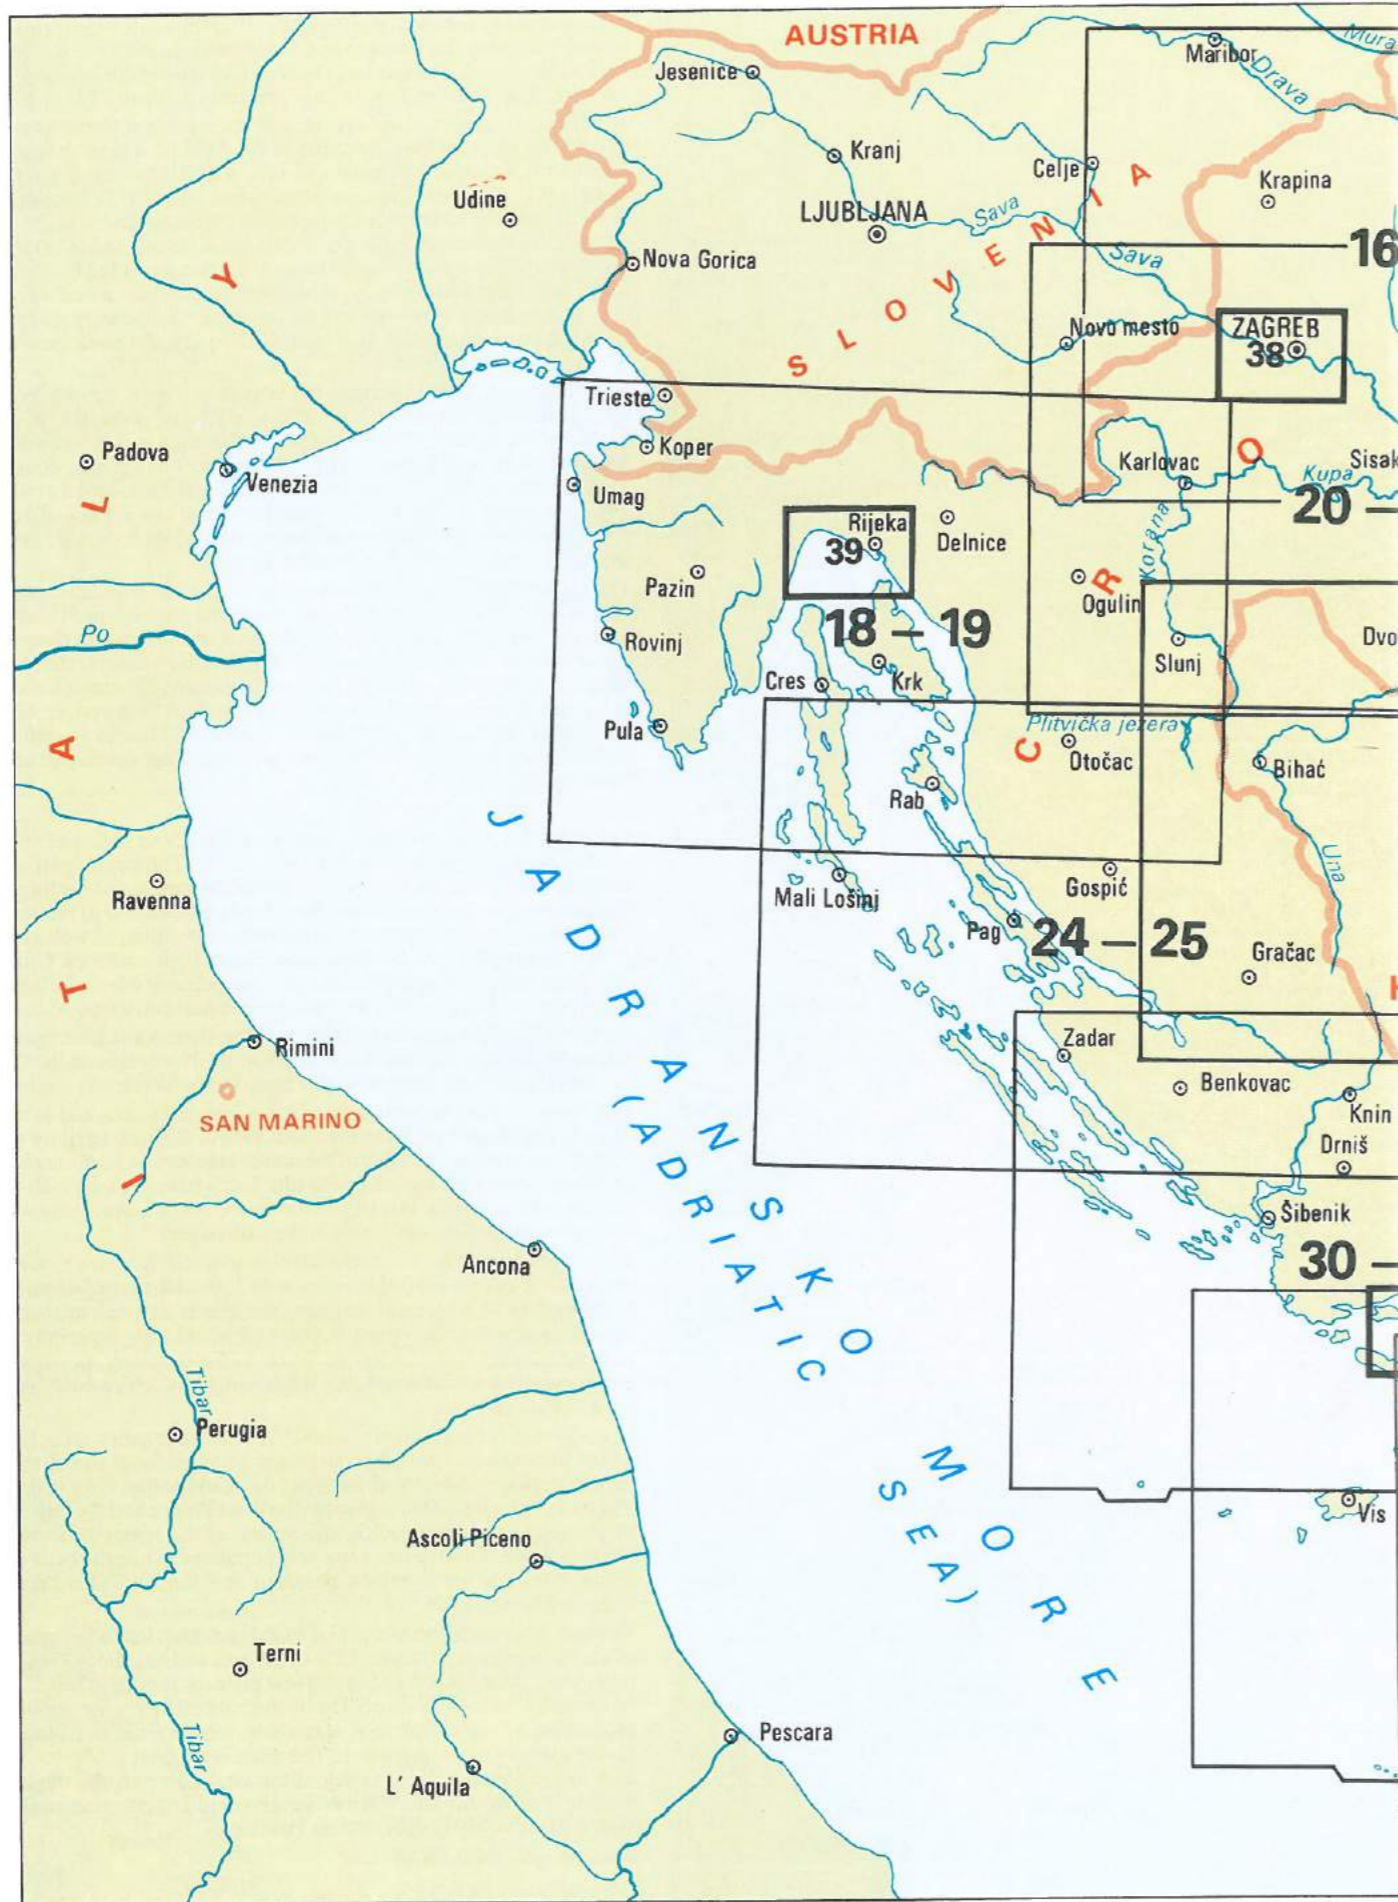 AUSTRIA
Maribor
Mura
Drava
Jesenice
Kranj
Celje
Krapina
Udine
LJUBLJANA
Sava
SLOVENIA
Nova Gorica
Sava
16
Novo mesto
ZAGREB
38
Trieste
Koper
Padova
Venezia
Umag
Karlovac
Kupa
Sisak
20 –
Rijeka
39
Delnice
Korana
Pazin
Ogulin
CRO
Po
Rovinj
18 – 19
Slunj
Dvo
Cres
Krk
Pula
Plitvička jezera
Otočac
Bihać
Rab
Una
ITALY
Ravenna
Mali Lošinj
Gospić
Pag
24 – 25
Gračac
H
JADRANSKO MORE
(ADRIATIC SEA)
Rimini
Zadar
Benkovac
Knin
SAN MARINO
Drniš
Šibenik
Ancona
30 –
Tibar
Perugia
Vis
Ascoli Piceno
Terni
Tibar
Pescara
L' Aquila